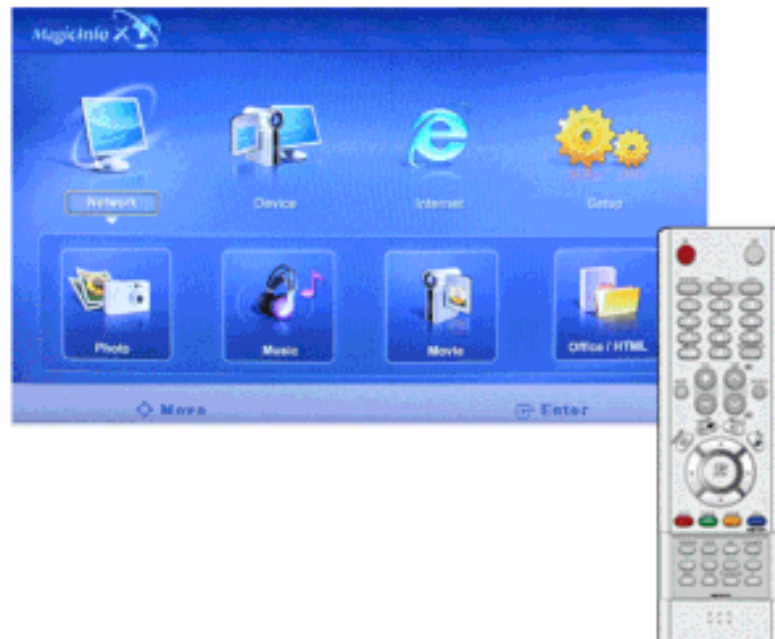 MagicInfo X
Network Device Internet Setup
Photo Music Movie Office / HTML
Move Enter